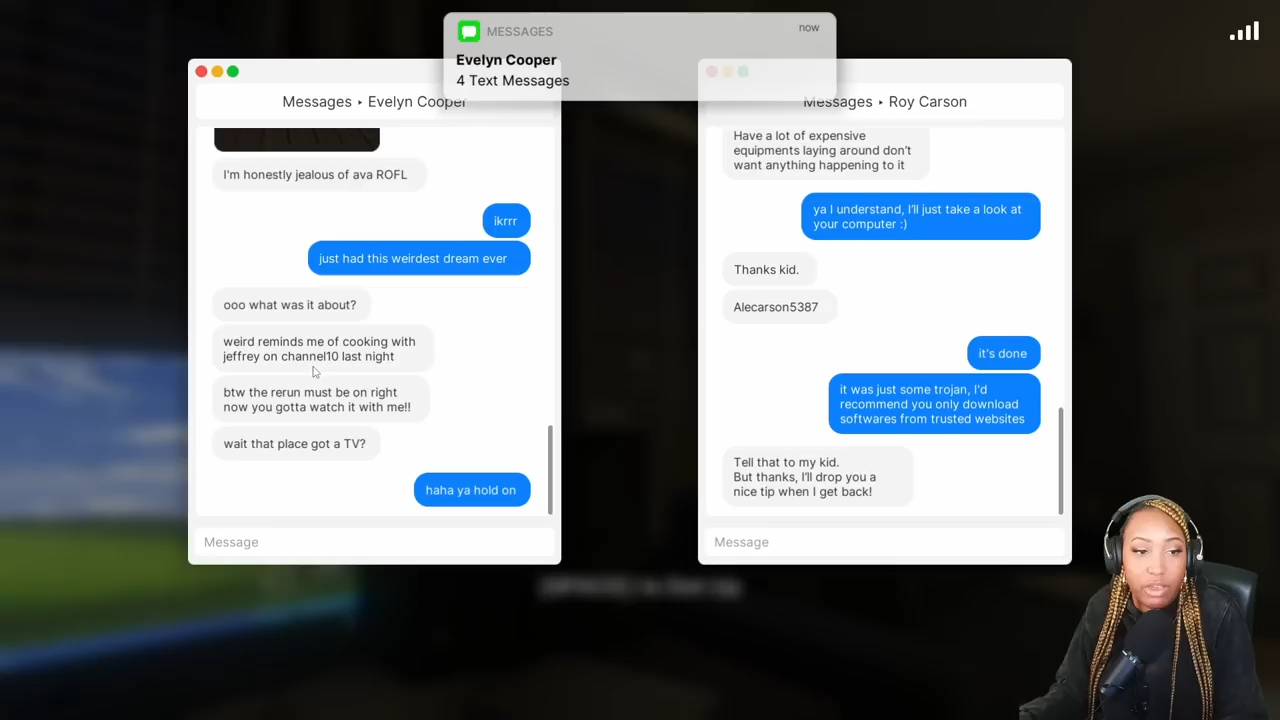 MESSAGES
now
Evelyn Cooper
4 Text Messages
Messages ‣ Evelyn Cooper
I'm honestly jealous of ava ROFL
ikrrr
just had this weirdest dream ever
ooo what was it about?
weird reminds me of cooking with
jeffrey on channel10 last night
btw the rerun must be on right
now you gotta watch it with me!!
wait that place got a TV?
haha ya hold on
Message
Messages ‣ Roy Carson
Have a lot of expensive
equipments laying around don't
want anything happening to it
ya I understand, I'll just take a look at
your computer :)
Thanks kid.
Alecarson5387
it's done
it was just some trojan, I'd
recommend you only download
softwares from trusted websites
Tell that to my kid.
But thanks, I'll drop you a
nice tip when I get back!
Message